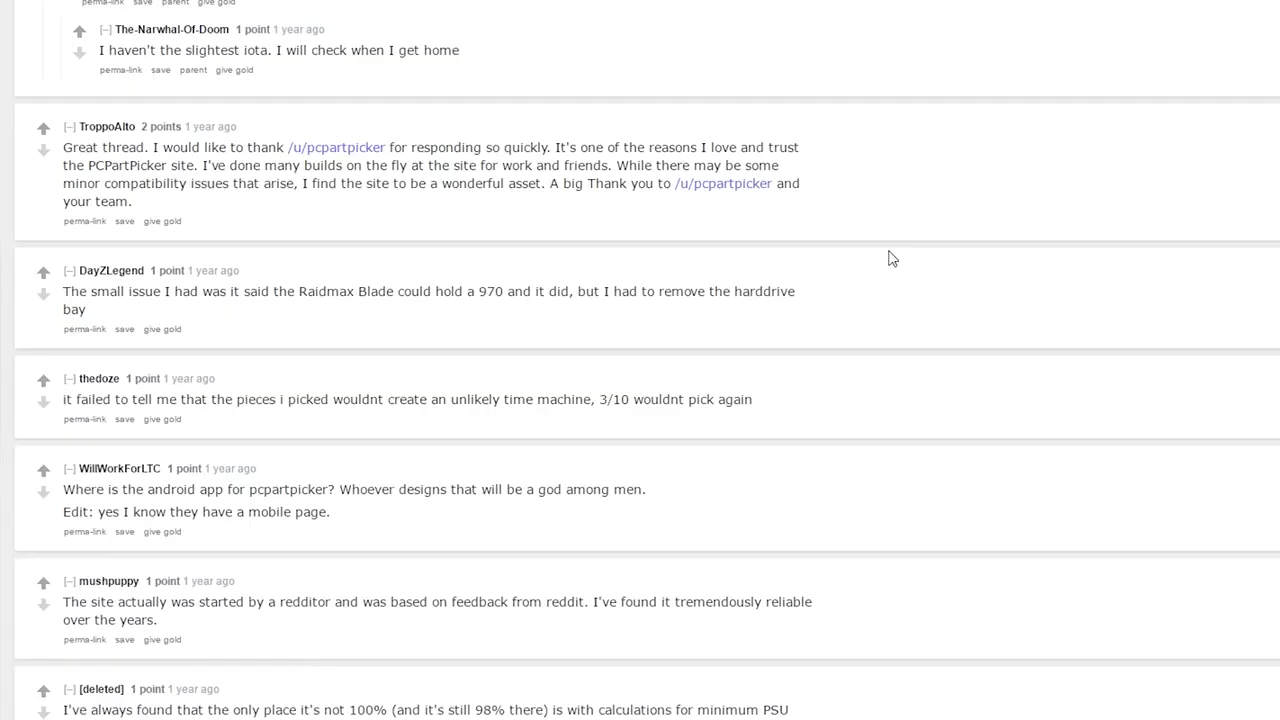 perma-link save parent give gold
[–] The-Narwhal-Of-Doom 1 point 1 year ago
I haven't the slightest iota. I will check when I get home
perma-link save parent give gold
[–] TroppoAlto 2 points 1 year ago
Great thread. I would like to thank /u/pcpartpicker for responding so quickly. It's one of the reasons I love and trust
the PCPartPicker site. I've done many builds on the fly at the site for work and friends. While there may be some
minor compatibility issues that arise, I find the site to be a wonderful asset. A big Thank you to /u/pcpartpicker and
your team.
perma-link save give gold
[–] DayZLegend 1 point 1 year ago
The small issue I had was it said the Raidmax Blade could hold a 970 and it did, but I had to remove the harddrive
bay
perma-link save give gold
[–] thedoze 1 point 1 year ago
it failed to tell me that the pieces i picked wouldnt create an unlikely time machine, 3/10 wouldnt pick again
perma-link save give gold
[–] WillWorkForLTC 1 point 1 year ago
Where is the android app for pcpartpicker? Whoever designs that will be a god among men.
Edit: yes I know they have a mobile page.
perma-link save give gold
[–] mushpuppy 1 point 1 year ago
The site actually was started by a redditor and was based on feedback from reddit. I've found it tremendously reliable
over the years.
perma-link save give gold
[–] [deleted] 1 point 1 year ago
I've always found that the only place it's not 100% (and it's still 98% there) is with calculations for minimum PSU